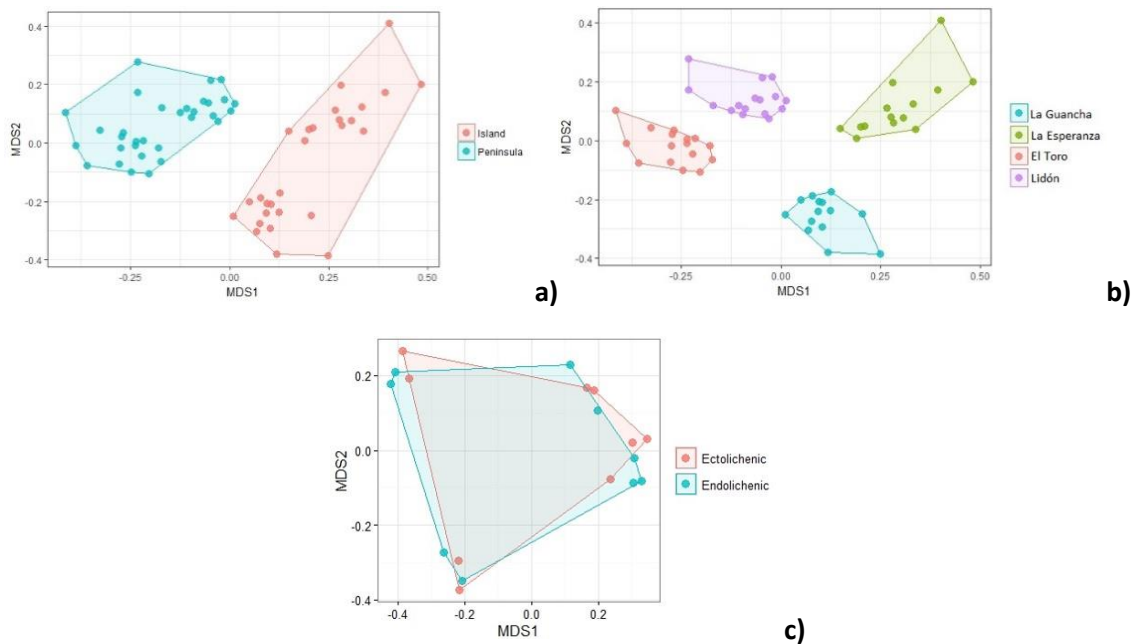 0.4
0.2
0.0
-0.2
-0.4
MDS2
-0.25
0.00
0.25
0.50
MDS1
Island
Peninsula
a)
0.4
0.2
0.0
-0.2
-0.4
MDS2
-0.25
0.00
0.25
0.50
MDS1
La Guancha
La Esperanza
El Toro
Lidón
b)
0.2
0.0
-0.2
-0.4
MDS2
-0.4
-0.2
0.0
0.2
MDS1
Ectolichenic
Endolichenic
c)